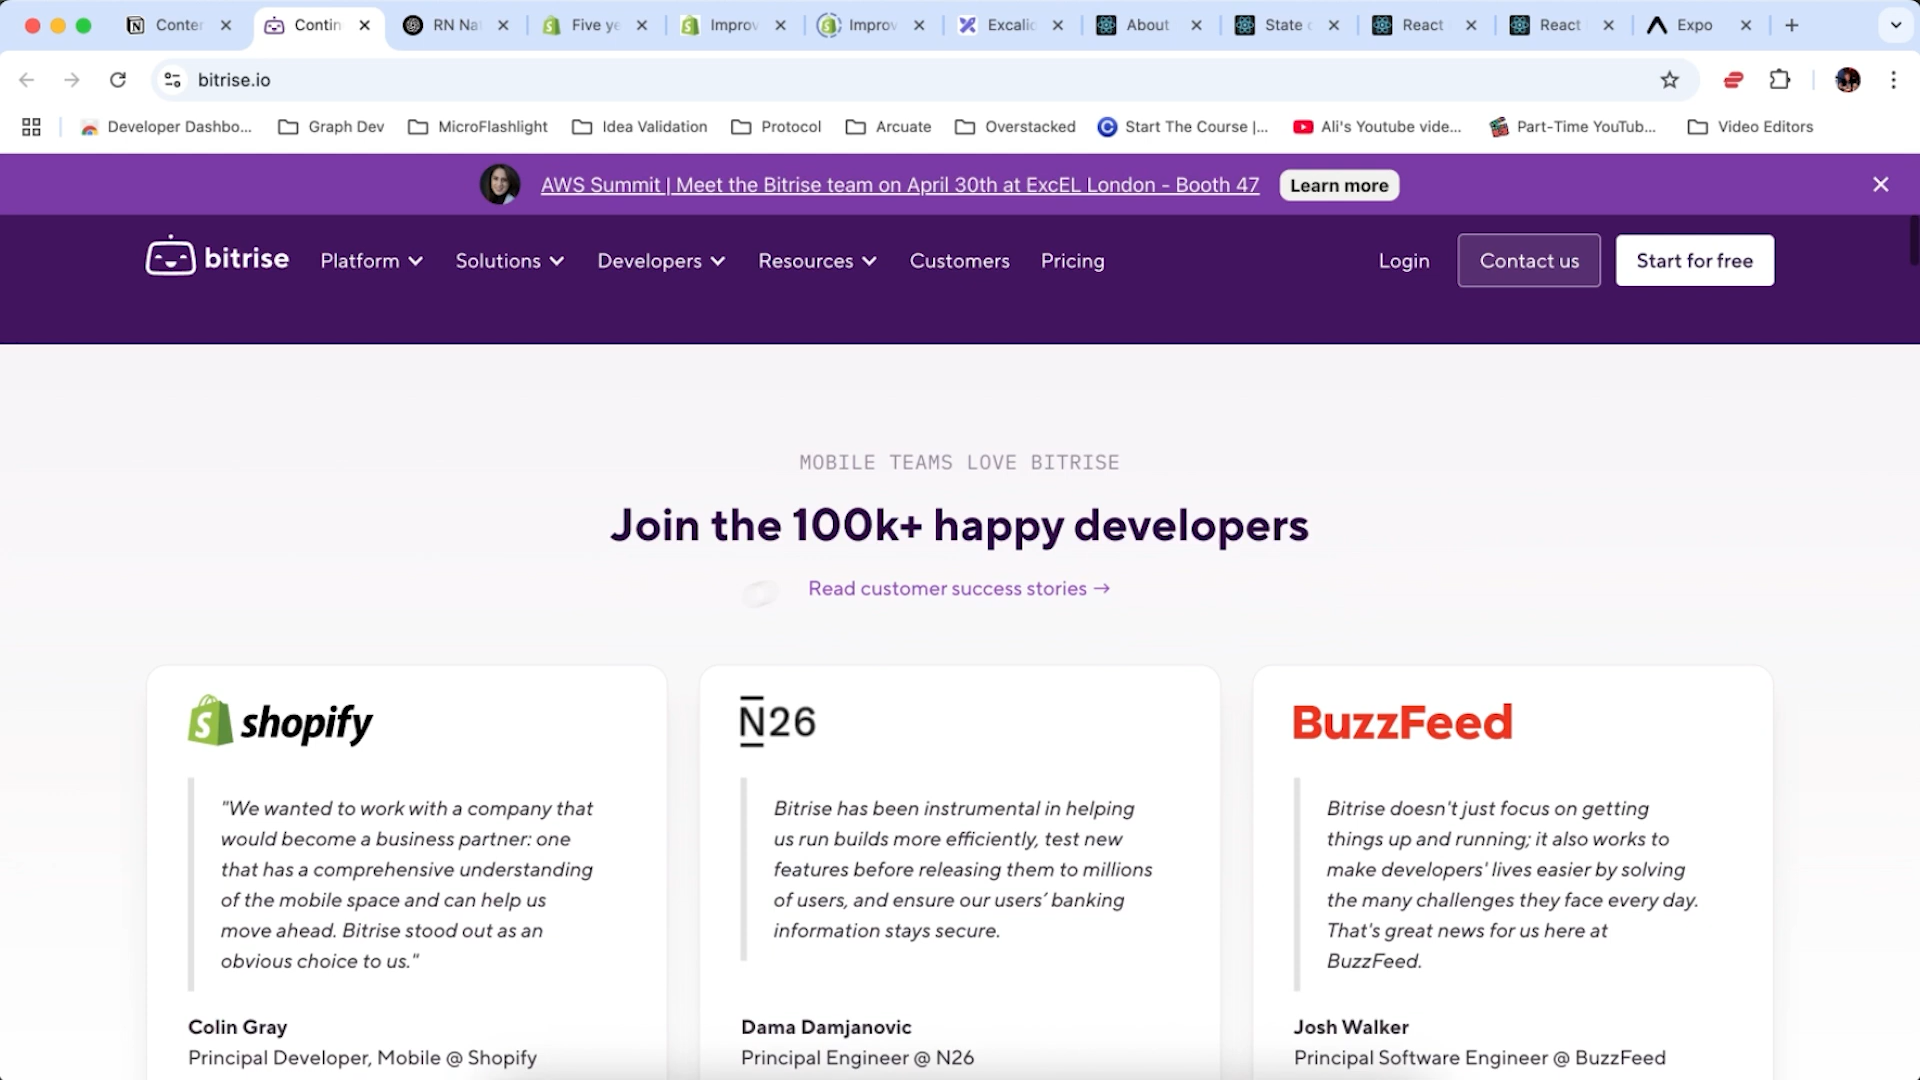 Conter
Contin
RN Na
Five ye
Improv
Improv
Excalic
About
State c
React
React
Expo
bitrise.io
Developer Dashbo...
Graph Dev
MicroFlashlight
Idea Validation
Protocol
Arcuate
Overstacked
Start The Course |...
Ali's Youtube vide...
Part-Time YouTub...
Video Editors
AWS Summit | Meet the Bitrise team on April 30th at ExcEL London - Booth 47
Learn more
bitrise
Platform
Solutions
Developers
Resources
Customers
Pricing
Login
Contact us
Start for free
MOBILE TEAMS LOVE BITRISE
Join the 100k+ happy developers
Read customer success stories →
shopify
"We wanted to work with a company that
would become a business partner: one
that has a comprehensive understanding
of the mobile space and can help us
move ahead. Bitrise stood out as an
obvious choice to us."
Colin Gray
Principal Developer, Mobile @ Shopify
N26
Bitrise has been instrumental in helping
us run builds more efficiently, test new
features before releasing them to millions
of users, and ensure our users’ banking
information stays secure.
Dama Damjanovic
Principal Engineer @ N26
BuzzFeed
Bitrise doesn't just focus on getting
things up and running; it also works to
make developers' lives easier by solving
the many challenges they face every day.
That's great news for us here at
BuzzFeed.
Josh Walker
Principal Software Engineer @ BuzzFeed